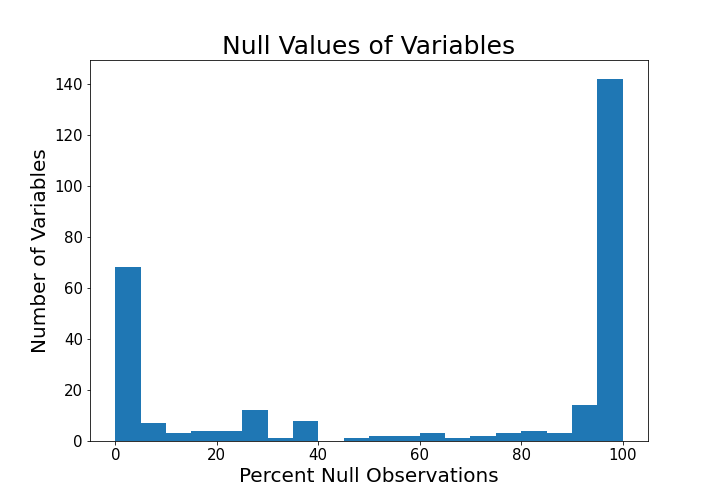 Null Values of Variables
140
120
100
80
60
40
20
0
Number of Variables
0 20 40 60 80 100
Percent Null Observations